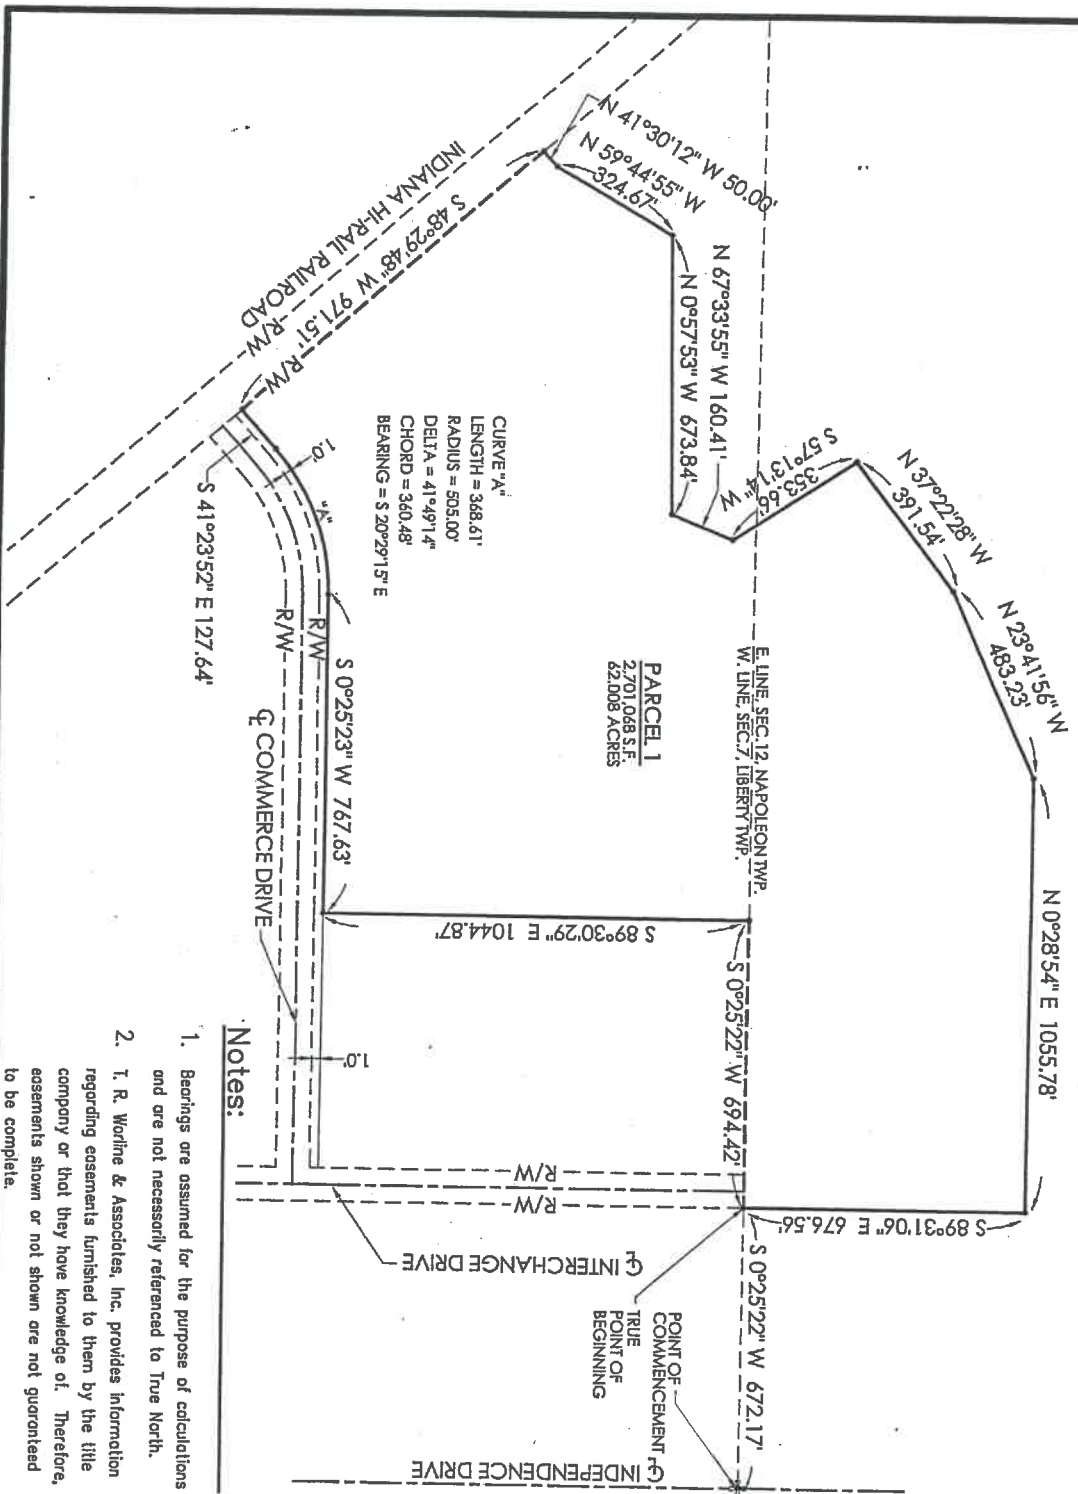 N 41°30'12" W 50.00'
N 59°44'55" W
324.67'
N 67°33'55" W 160.41'
N 0°57'53" W 673.84'
S 57°13'14" W
353.66'
N 37°22'28" W
391.54'
N 23°41'56" W
483.23'
N 0°28'54" E 1055.78'
S 89°31'06" E 676.56'
INDIANA HI-RAIL RAILROAD
R/W
S 48°29'48" W 971.51'
R/W
CURVE "A"
LENGTH = 368.61'
RADIUS = 505.00'
DELTA = 41°49'14"
CHORD = 360.48'
BEARING = S 20°29'15" E
1.0'
"A"
S 41°23'52" E 127.64'
R/W
R/W
S 0°25'23" W 767.63'
℄ COMMERCE DRIVE
PARCEL 1
2,701,068 S.F.
62.008 ACRES
E. LINE, SEC.12, NAPOLEON TWP.
W. LINE, SEC.7, LIBERTY TWP.
S 89°30'29" E 1044.87'
S 0°25'22" W 694.42'
1.0'
R/W
R/W
℄ INTERCHANGE DRIVE
TRUE
POINT OF
BEGINNING
POINT OF
COMMENCEMENT
S 0°25'22" W 672.17'
℄ INDEPENDENCE DRIVE
Notes:
1. Bearings are assumed for the purpose of calculations
and are not necessarily referenced to True North.
2. T. R. Worline & Associates, Inc. provides information
regarding easements furnished to them by the title
company or that they have knowledge of. Therefore,
easements shown or not shown are not guaranteed
to be complete.